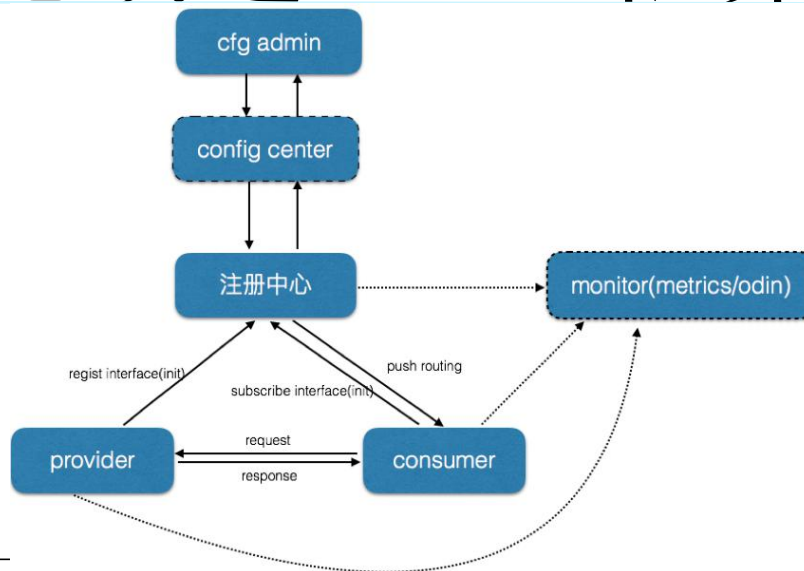 cfg admin
config center
注册中心
monitor(metrics/odin)
regist interface(init)
push routing
subscribe interface(init)
request
provider
consumer
response